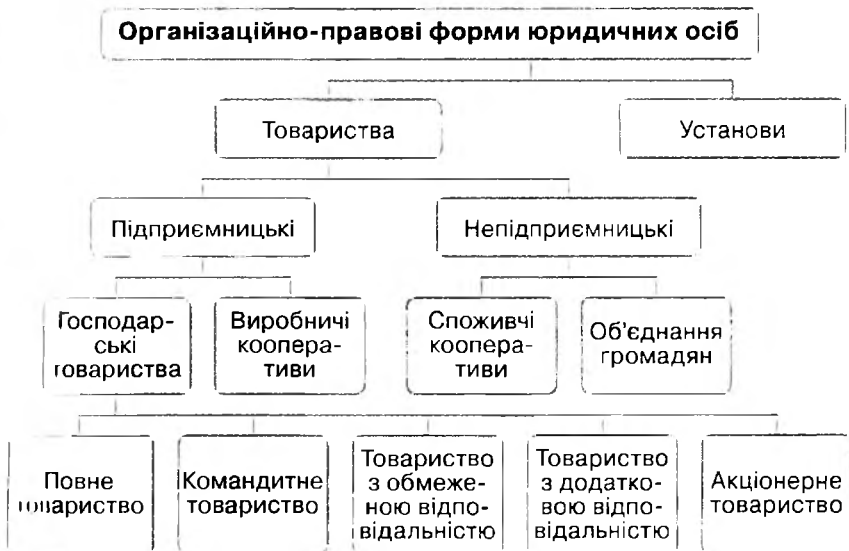 Організаційно-правові форми юридичних осіб
Товариства
Установи
Підприємницькі
Непідприємницькі
Господар-
ські
товариства
Виробничі
коопера-
тиви
Споживчі
коопера-
тиви
Об'єднання
громадян
Повне
товариство
Командитне
товариство
Товариство
з обмеже-
ною відпо-
відальністю
Товариство
з додатко-
вою відпо-
відальністю
Акціонерне
товариство